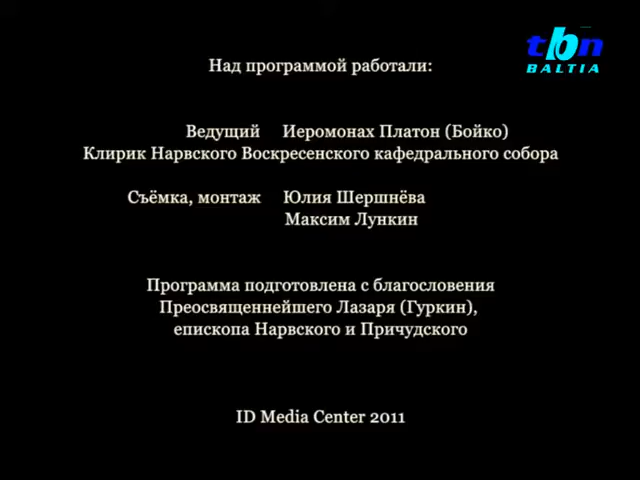 tbn
BALTIA
Над программой работали:
Ведущий Иеромонах Платон (Бойко)
Клирик Нарвского Воскресенского кафедрального собора
Съёмка, монтаж Юлия Шершнёва
Максим Лункин
Программа подготовлена с благословения
Преосвященнейшего Лазаря (Гуркин),
епископа Нарвского и Причудского
ID Media Center 2011